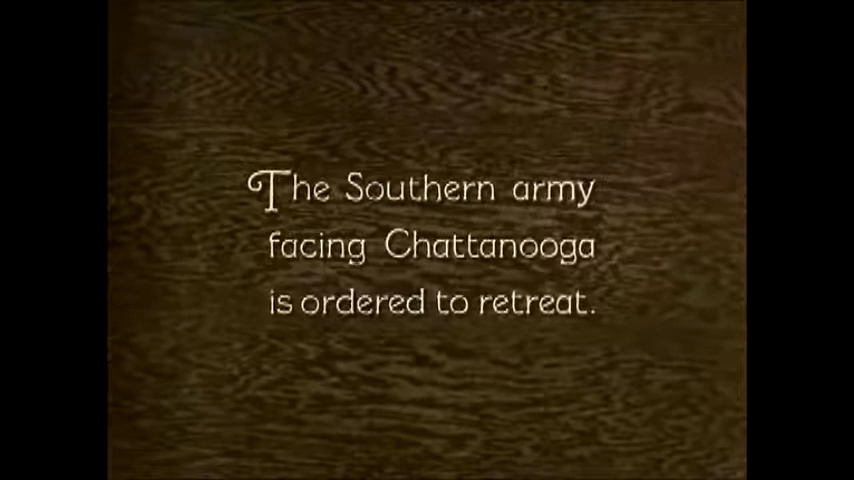 The Southern army
facing Chattanooga
is ordered to retreat.